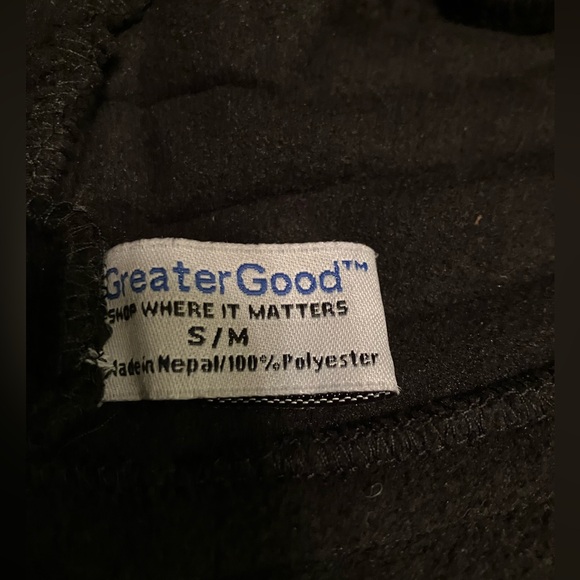 GreaterGood™
SHOP WHERE IT MATTERS
S/M
Made in Nepal/100%Polyester